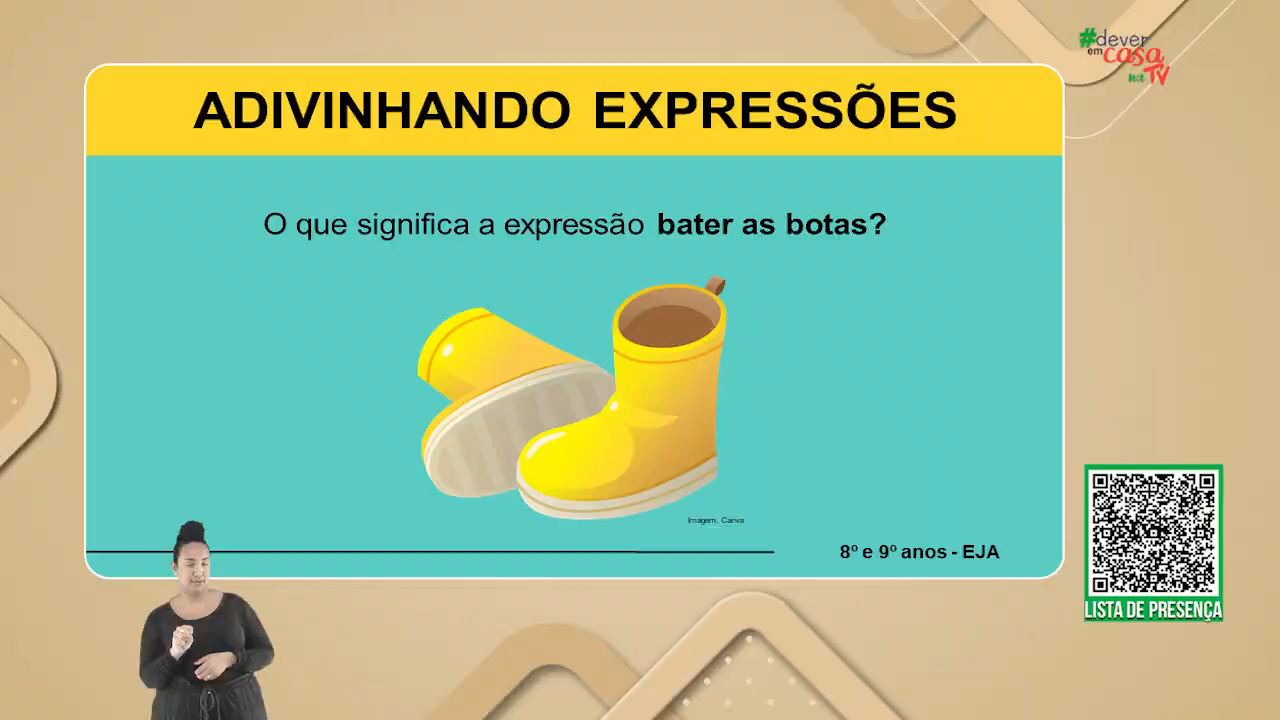 #dever
em casa
na TV
ADIVINHANDO EXPRESSÕES
O que significa a expressão bater as botas?
Imagem. Canva
8º e 9º anos - EJA
LISTA DE PRESENÇA